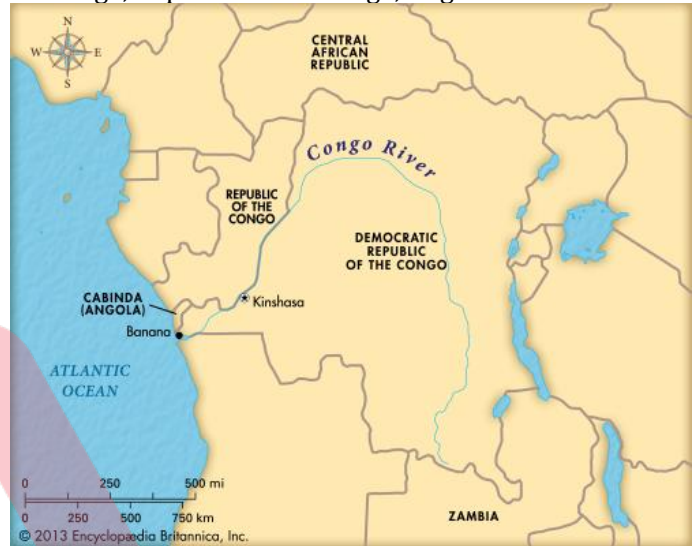 N
W
E
S
CENTRAL
AFRICAN
REPUBLIC
Congo River
REPUBLIC
OF THE
CONGO
DEMOCRATIC
REPUBLIC
OF THE CONGO
CABINDA
(ANGOLA)
Kinshasa
Banana
ATLANTIC
OCEAN
0 250 500 mi
0 250 500 750 km
ZAMBIA
© 2013 Encyclopædia Britannica, Inc.